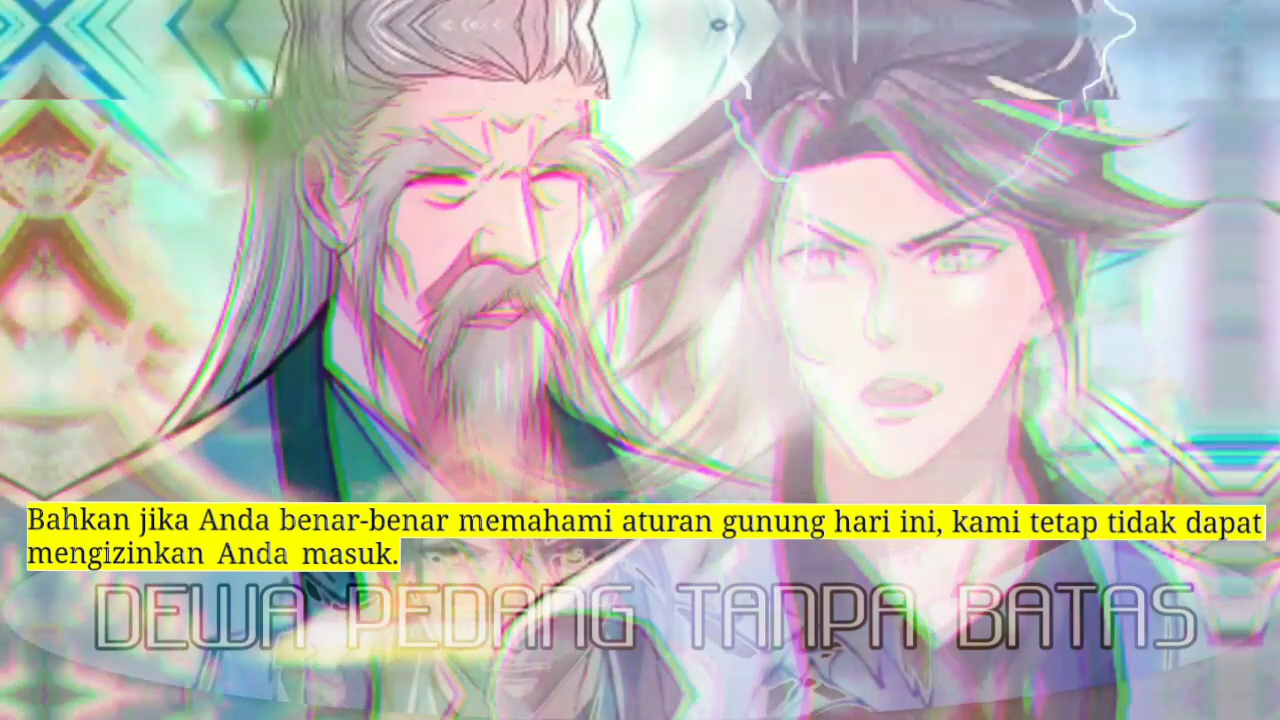 Bahkan jika Anda benar-benar memahami aturan gunung hari ini, kami tetap tidak dapat
mengizinkan Anda masuk.
DEWA PEDANG TANPA BATAS